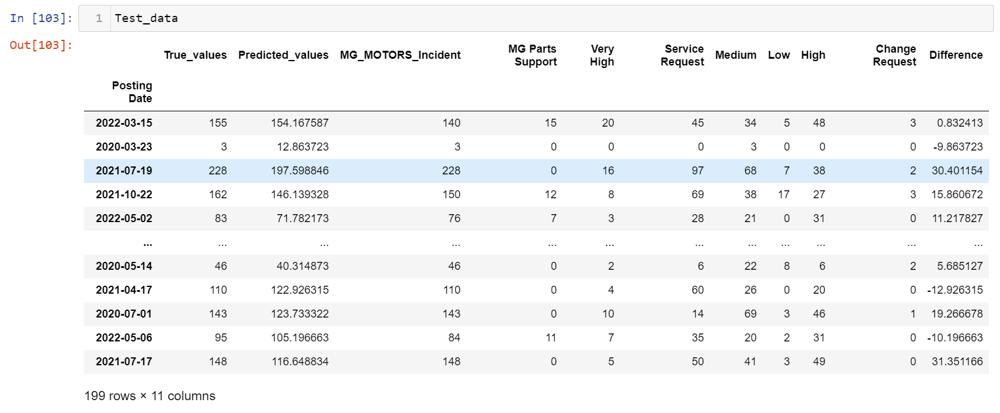 In [103]: 1 Test_data
Out[103]:
True_values Predicted_values MG_MOTORS_Incident MG Parts Support Very High Service Request Medium Low High Change Request Difference
Posting Date
2022-03-15 155 154.167587 140 15 20 45 34 5 48 3 0.832413
2020-03-23 3 12.863723 3 0 0 0 3 0 0 0 -9.863723
2021-07-19 228 197.598846 228 0 16 97 68 7 38 2 30.401154
2021-10-22 162 146.139328 150 12 8 69 38 17 27 3 15.860672
2022-05-02 83 71.782173 76 7 3 28 21 0 31 0 11.217827
... ... ... ... ... ... ... ... ... ... ... ...
2020-05-14 46 40.314873 46 0 2 6 22 8 6 2 5.685127
2021-04-17 110 122.926315 110 0 4 60 26 0 20 0 -12.926315
2020-07-01 143 123.733322 143 0 10 14 69 3 46 1 19.266678
2022-05-06 95 105.196663 84 11 7 35 20 2 31 0 -10.196663
2021-07-17 148 116.648834 148 0 5 50 41 3 49 0 31.351166
199 rows × 11 columns